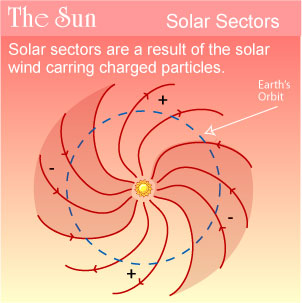 The Sun
Solar Sectors
Solar sectors are a result of the solar
wind carring charged particles.
Earth's
Orbit
+
-
-
+